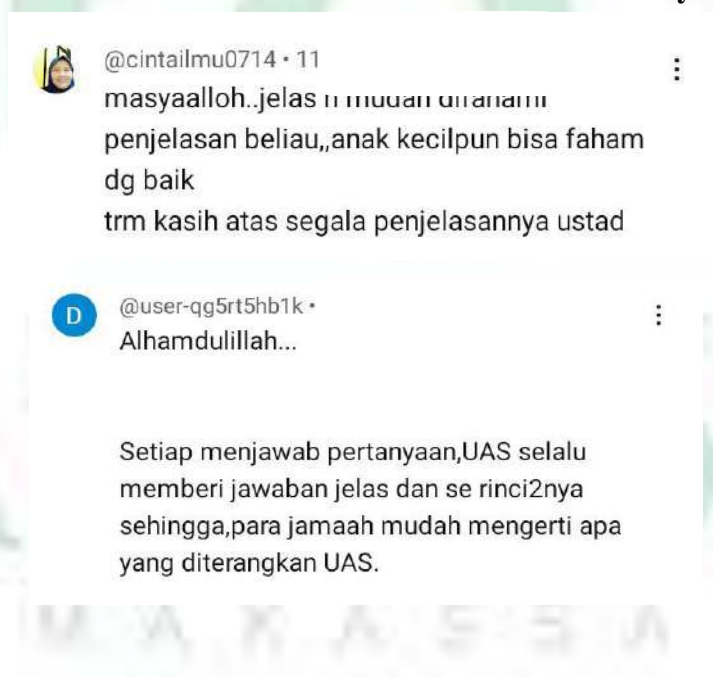 @cintailmu0714 • 11
masyaalloh..jelas n mudah difahami
penjelasan beliau,,anak kecilpun bisa faham
dg baik
trm kasih atas segala penjelasannya ustad
D
@user-qg5rt5hb1k •
Alhamdulillah...
Setiap menjawab pertanyaan,UAS selalu
memberi jawaban jelas dan se rinci2nya
sehingga,para jamaah mudah mengerti apa
yang diterangkan UAS.
M A K A S S A